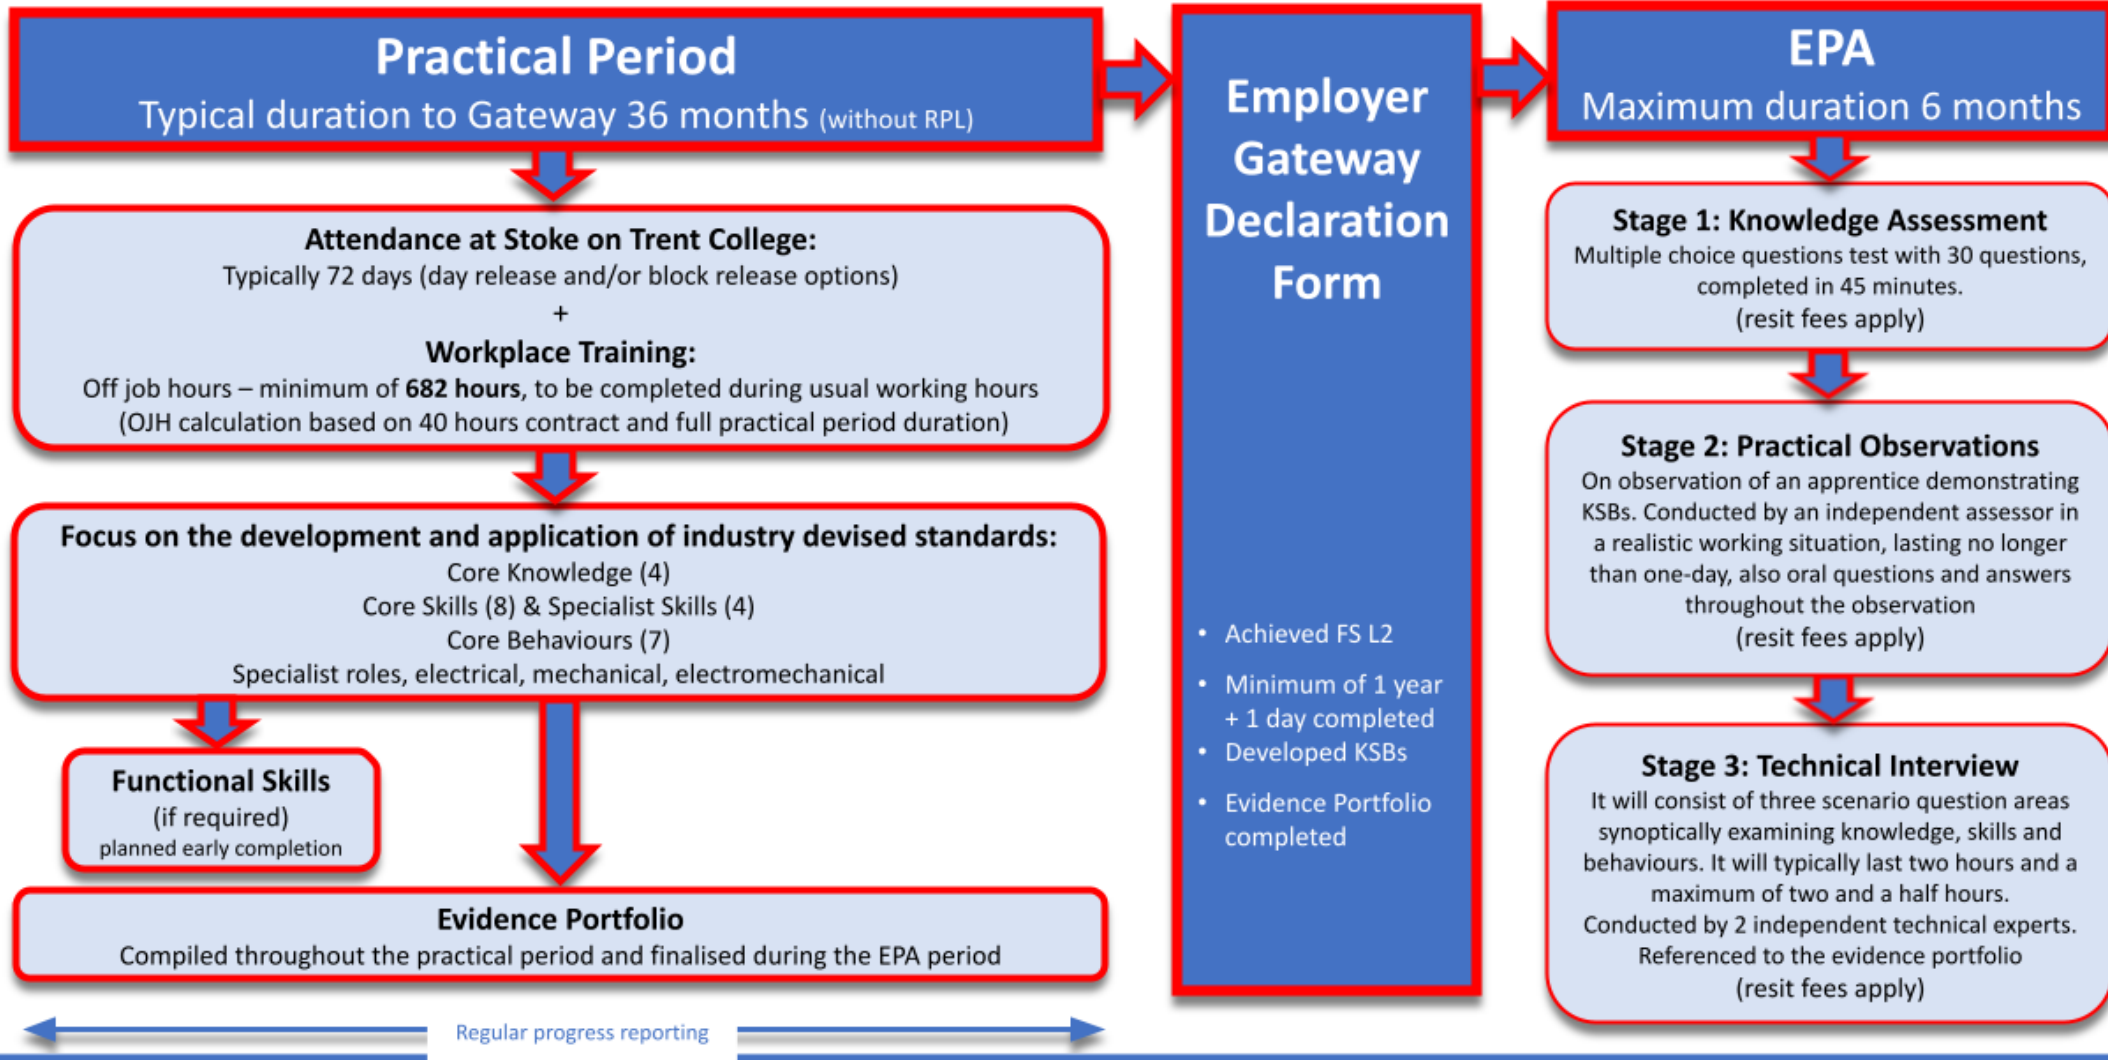 Practical Period
Typical duration to Gateway 36 months (without RPL)
Attendance at Stoke on Trent College:
Typically 72 days (day release and/or block release options)
+
Workplace Training:
Off job hours – minimum of 682 hours, to be completed during usual working hours
(OJH calculation based on 40 hours contract and full practical period duration)
Focus on the development and application of industry devised standards:
Core Knowledge (4)
Core Skills (8) & Specialist Skills (4)
Core Behaviours (7)
Specialist roles, electrical, mechanical, electromechanical
Functional Skills
(if required)
planned early completion
Evidence Portfolio
Compiled throughout the practical period and finalised during the EPA period
Regular progress reporting
Employer
Gateway
Declaration
Form
• Achieved FS L2
• Minimum of 1 year
+ 1 day completed
• Developed KSBs
• Evidence Portfolio
completed
EPA
Maximum duration 6 months
Stage 1: Knowledge Assessment
Multiple choice questions test with 30 questions,
completed in 45 minutes.
(resit fees apply)
Stage 2: Practical Observations
On observation of an apprentice demonstrating
KSBs. Conducted by an independent assessor in
a realistic working situation, lasting no longer
than one-day, also oral questions and answers
throughout the observation
(resit fees apply)
Stage 3: Technical Interview
It will consist of three scenario question areas
synoptically examining knowledge, skills and
behaviours. It will typically last two hours and a
maximum of two and a half hours.
Conducted by 2 independent technical experts.
Referenced to the evidence portfolio
(resit fees apply)